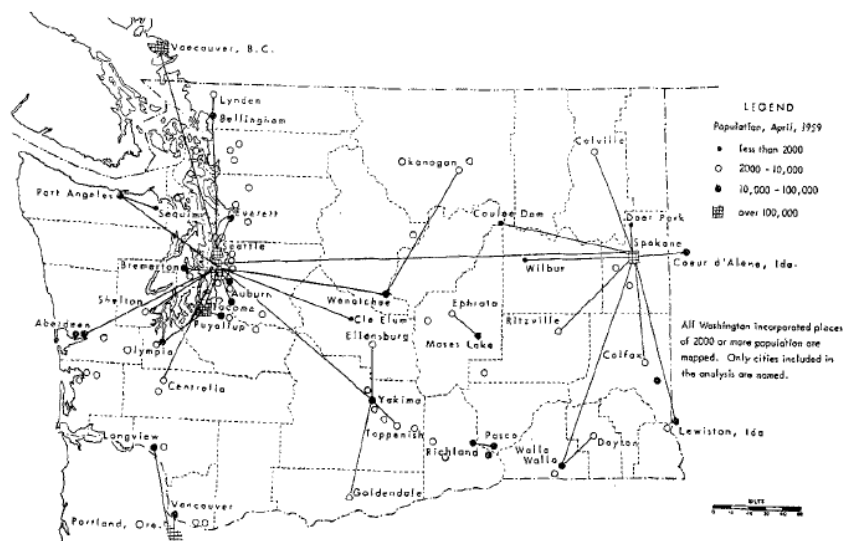 Vancouver, B.C.
Lynden
Bellingham
LEGEND
Population, April, 1959
less than 2000
2000 - 10,000
10,000 - 100,000
over 100,000
Colville
Okanogan
Port Angeles
Sequim
Everett
Coulee Dam
Deer Park
Seattle
Spokane
Bremerton
Wilbur
Coeur d'Alene, Ida.
Auburn
Wenatchee
Shelton
Tacoma
Cle Elum
Ephrata
Puyallup
Ritzville
Aberdeen
Ellensburg
Moses Lake
All Washington incorporated places
of 2000 or more population are
mapped. Only cities included in
the analysis are named.
Olympia
Colfax
Centralia
Yakima
Toppenish
Lewiston, Ida
Longview
Richland
Pasco
Walla
Walla
Dayton
Goldendale
Vancouver
Portland, Ore.
MILES